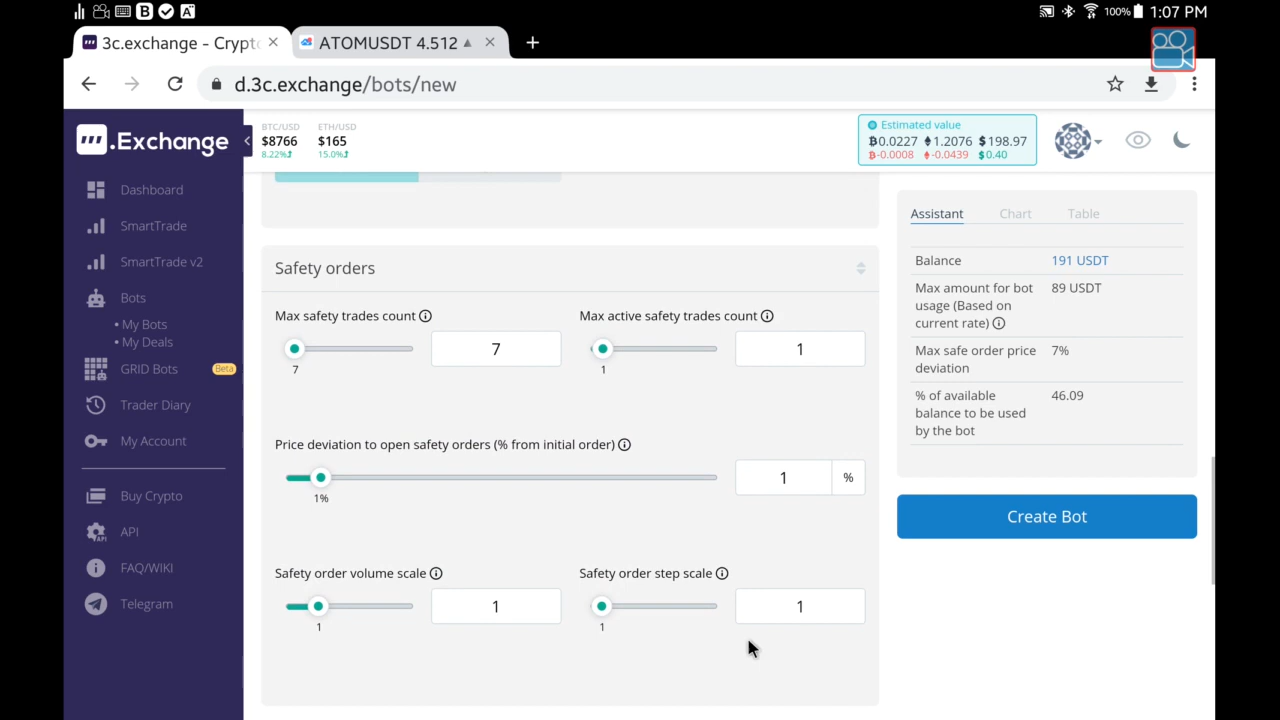 100% 1:07 PM
3c.exchange - Crypto
ATOMUSDT 4.512 ▲
d.3c.exchange/bots/new
.Exchange
BTC/USD
$8766
8.22%
ETH/USD
$165
15.0%
Estimated value
0.0227 1.2076 $198.97
-0.0008 -0.0439 $0.40
Dashboard
SmartTrade
SmartTrade v2
Bots
• My Bots
• My Deals
GRID Bots Beta
Trader Diary
My Account
Buy Crypto
API
FAQ/WIKI
Telegram
Safety orders
Max safety trades count
7
7
Max active safety trades count
1
1
Price deviation to open safety orders (% from initial order)
1 %
1%
Safety order volume scale
1
1
Safety order step scale
1
1
Assistant Chart Table
Balance 191 USDT
Max amount for bot 89 USDT
usage (Based on
current rate)
Max safe order price 7%
deviation
% of available 46.09
balance to be used
by the bot
Create Bot